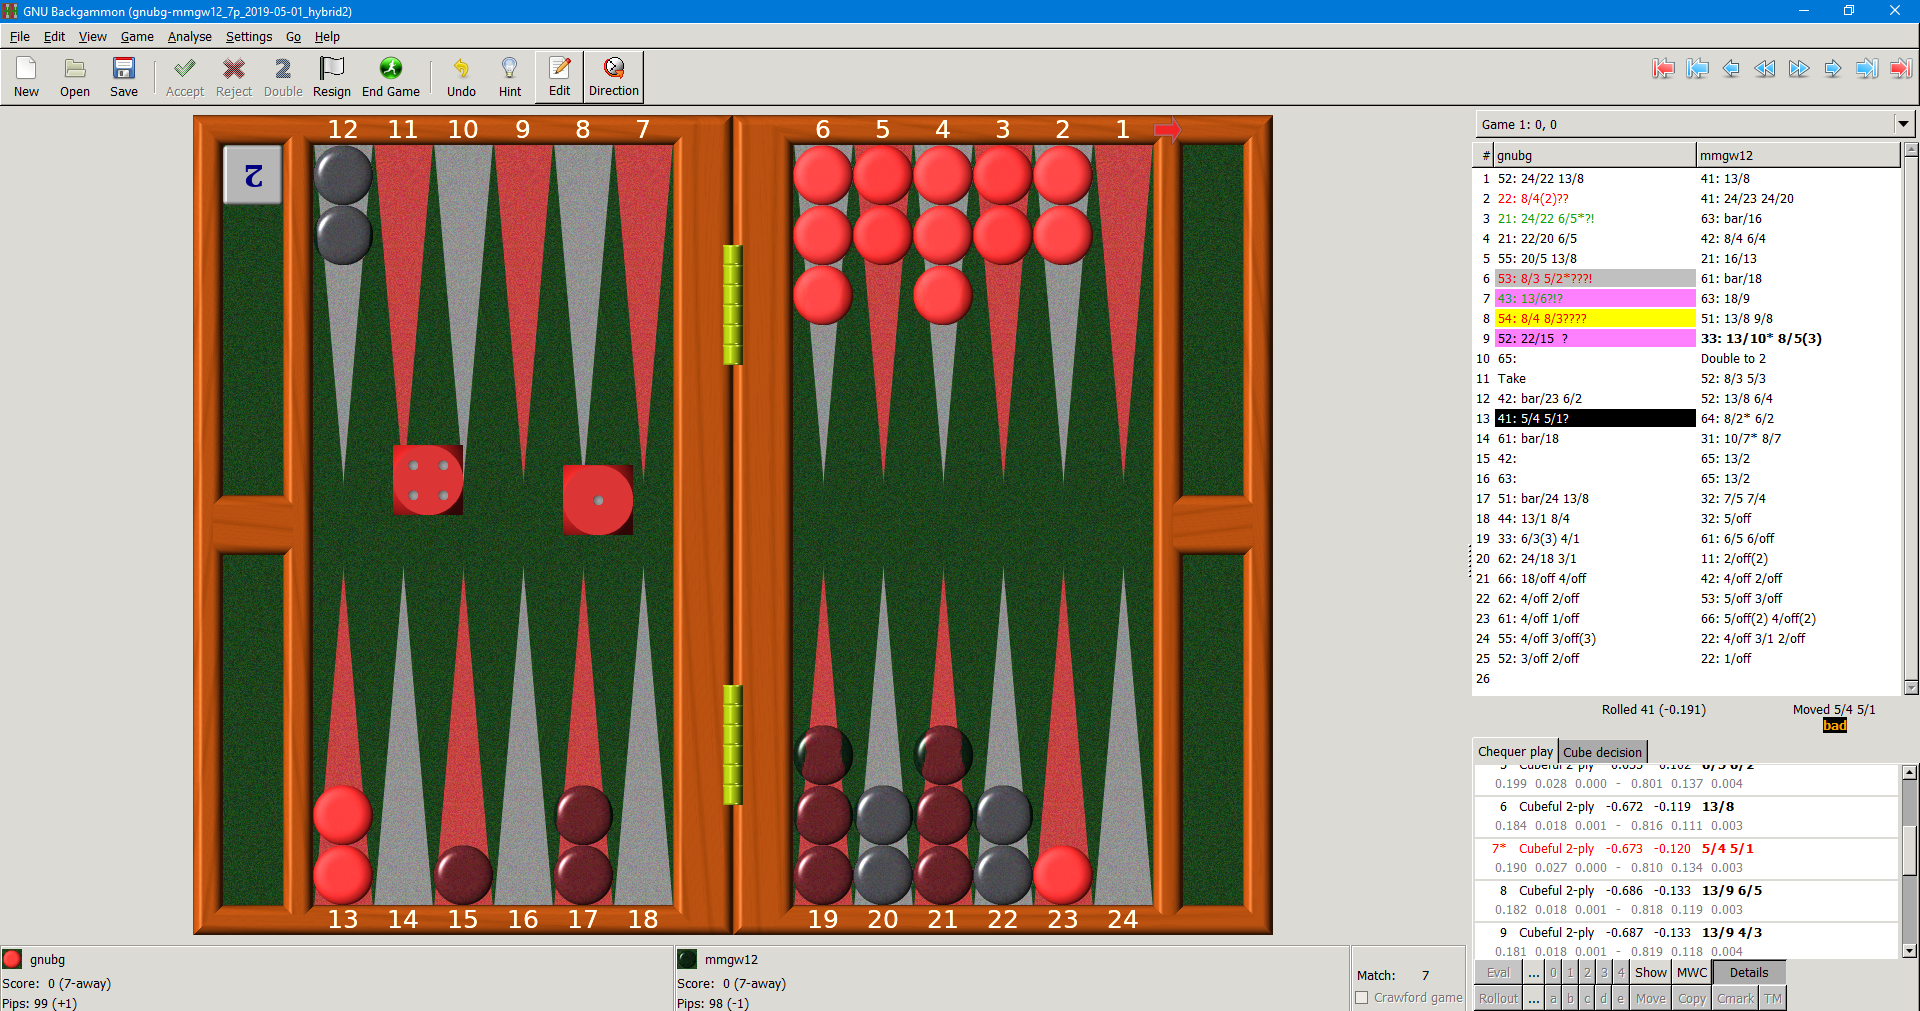 GNU Backgammon (gnubg-mmgw12_7p_2019-05-01_hybrid2)
File Edit View Game Analyse Settings Go Help
New Open Save Accept Reject Double Resign End Game Undo Hint Edit Direction
12 11 10 9 8 7 6 5 4 3 2 1
2
13 14 15 16 17 18 19 20 21 22 23 24
Game 1: 0, 0
# gnubg mmgw12
1 52: 24/22 13/8 41: 13/8
2 22: 8/4(2)?? 41: 24/23 24/20
3 21: 24/22 6/5*?! 63: bar/16
4 21: 22/20 6/5 42: 8/4 6/4
5 55: 20/5 13/8 21: 16/13
6 53: 8/3 5/2*???! 61: bar/18
7 43: 13/6?!? 63: 18/9
8 54: 8/4 8/3???? 51: 13/8 9/8
9 52: 22/15 ? 33: 13/10* 8/5(3)
10 65: Double to 2
11 Take 52: 8/3 5/3
12 42: bar/23 6/2 52: 13/8 6/4
13 41: 5/4 5/1? 64: 8/2* 6/2
14 61: bar/18 31: 10/7* 8/7
15 42: 65: 13/2
16 63: 65: 13/2
17 51: bar/24 13/8 32: 7/5 7/4
18 44: 13/1 8/4 32: 5/off
19 33: 6/3(3) 4/1 61: 6/5 6/off
20 62: 24/18 3/1 11: 2/off(2)
21 66: 18/off 4/off 42: 4/off 2/off
22 62: 4/off 2/off 53: 5/off 3/off
23 61: 4/off 1/off 66: 5/off(2) 4/off(2)
24 55: 4/off 3/off(3) 22: 4/off 3/1 2/off
25 52: 3/off 2/off 22: 1/off
26
Rolled 41 (-0.191) Moved 5/4 5/1
bad
Chequer play Cube decision
5 Cubeful 2-ply -0.655 -0.102 6/5 6/2
0.199 0.028 0.000 - 0.801 0.137 0.004
6 Cubeful 2-ply -0.672 -0.119 13/8
0.184 0.018 0.001 - 0.816 0.111 0.003
7* Cubeful 2-ply -0.673 -0.120 5/4 5/1
0.190 0.027 0.000 - 0.810 0.134 0.003
8 Cubeful 2-ply -0.686 -0.133 13/9 6/5
0.182 0.018 0.001 - 0.818 0.119 0.003
9 Cubeful 2-ply -0.687 -0.133 13/9 4/3
0.181 0.018 0.001 - 0.819 0.118 0.004
Eval ... 0 1 2 3 4 Show MWC Details
Rollout ... a b c d e Move Copy Cmark TM
gnubg
Score: 0 (7-away)
Pips: 99 (+1)
mmgw12
Score: 0 (7-away)
Pips: 98 (-1)
Match: 7
Crawford game